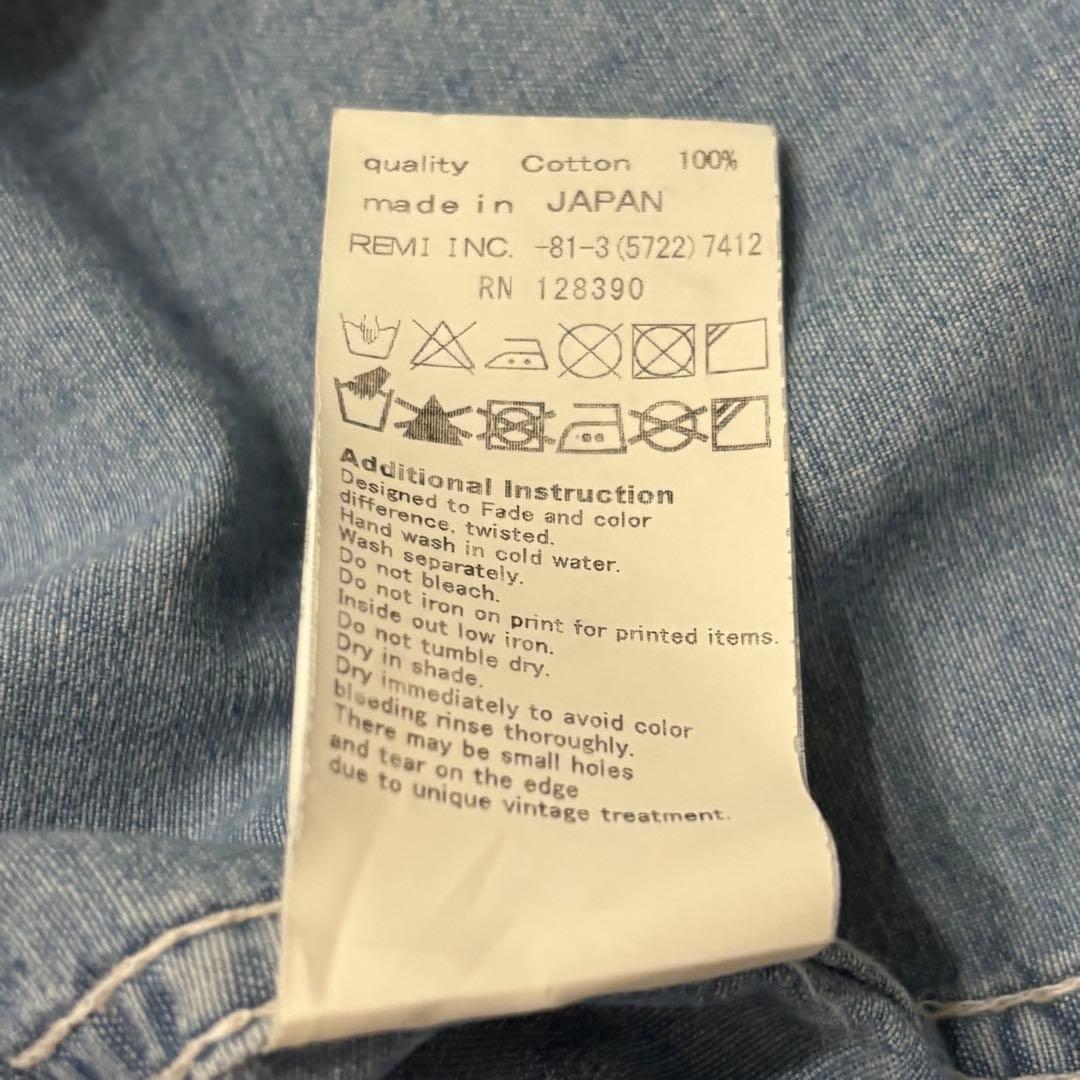 quality Cotton 100%
made in JAPAN
REMI INC. -81-3(5722)7412
RN 128390
Additional Instruction
Designed to Fade and color
difference, twisted.
Hand wash in cold water.
Wash separately.
Do not bleach.
Do not iron on print for printed items.
Inside out low iron.
Do not tumble dry.
Dry in shade.
Dry immediately to avoid color
bleeding rinse thoroughly.
There may be small holes
and tear on the edge
due to unique vintage treatment.